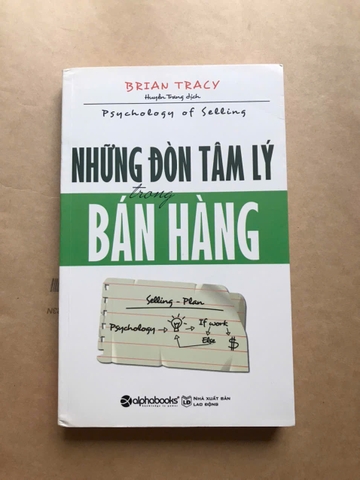 BRIAN TRACY
Huyền Trang dịch
Psychology of Selling
NHỮNG ĐÒN TÂM LÝ
trong
BÁN HÀNG
Selling - Plan
Psychology
If work
Else
$
alphabooks
LĐ
NHÀ XUẤT BẢN
LAO ĐỘNG